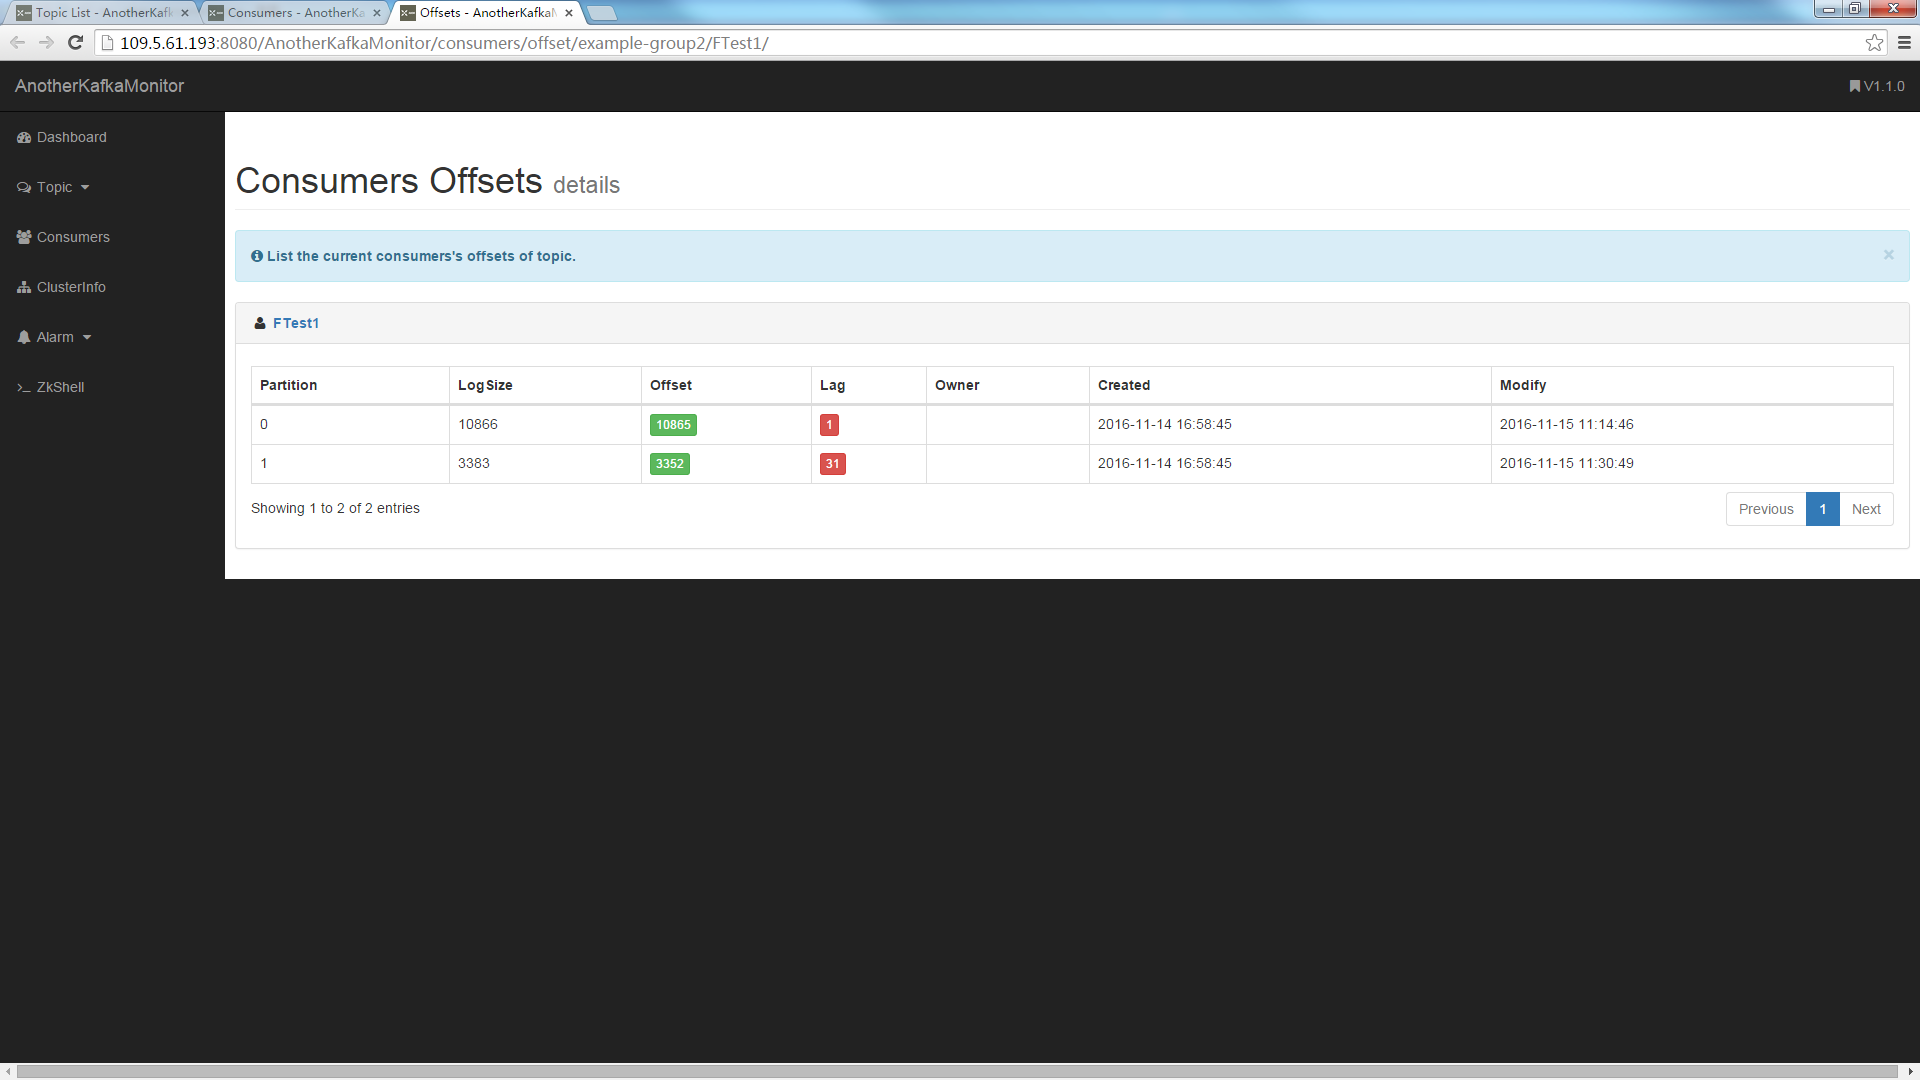 Topic List - AnotherKafk
Consumers - AnotherKa
Offsets - AnotherKafkaM
109.5.61.193:8080/AnotherKafkaMonitor/consumers/offset/example-group2/FTest1/
AnotherKafkaMonitor
V1.1.0
Dashboard
Topic
Consumers
ClusterInfo
Alarm
ZkShell
Consumers Offsets details
List the current consumers's offsets of topic.
×
FTest1
Partition LogSize Offset Lag Owner Created Modify
0 10866 10865 1 2016-11-14 16:58:45 2016-11-15 11:14:46
1 3383 3352 31 2016-11-14 16:58:45 2016-11-15 11:30:49
Showing 1 to 2 of 2 entries
Previous 1 Next